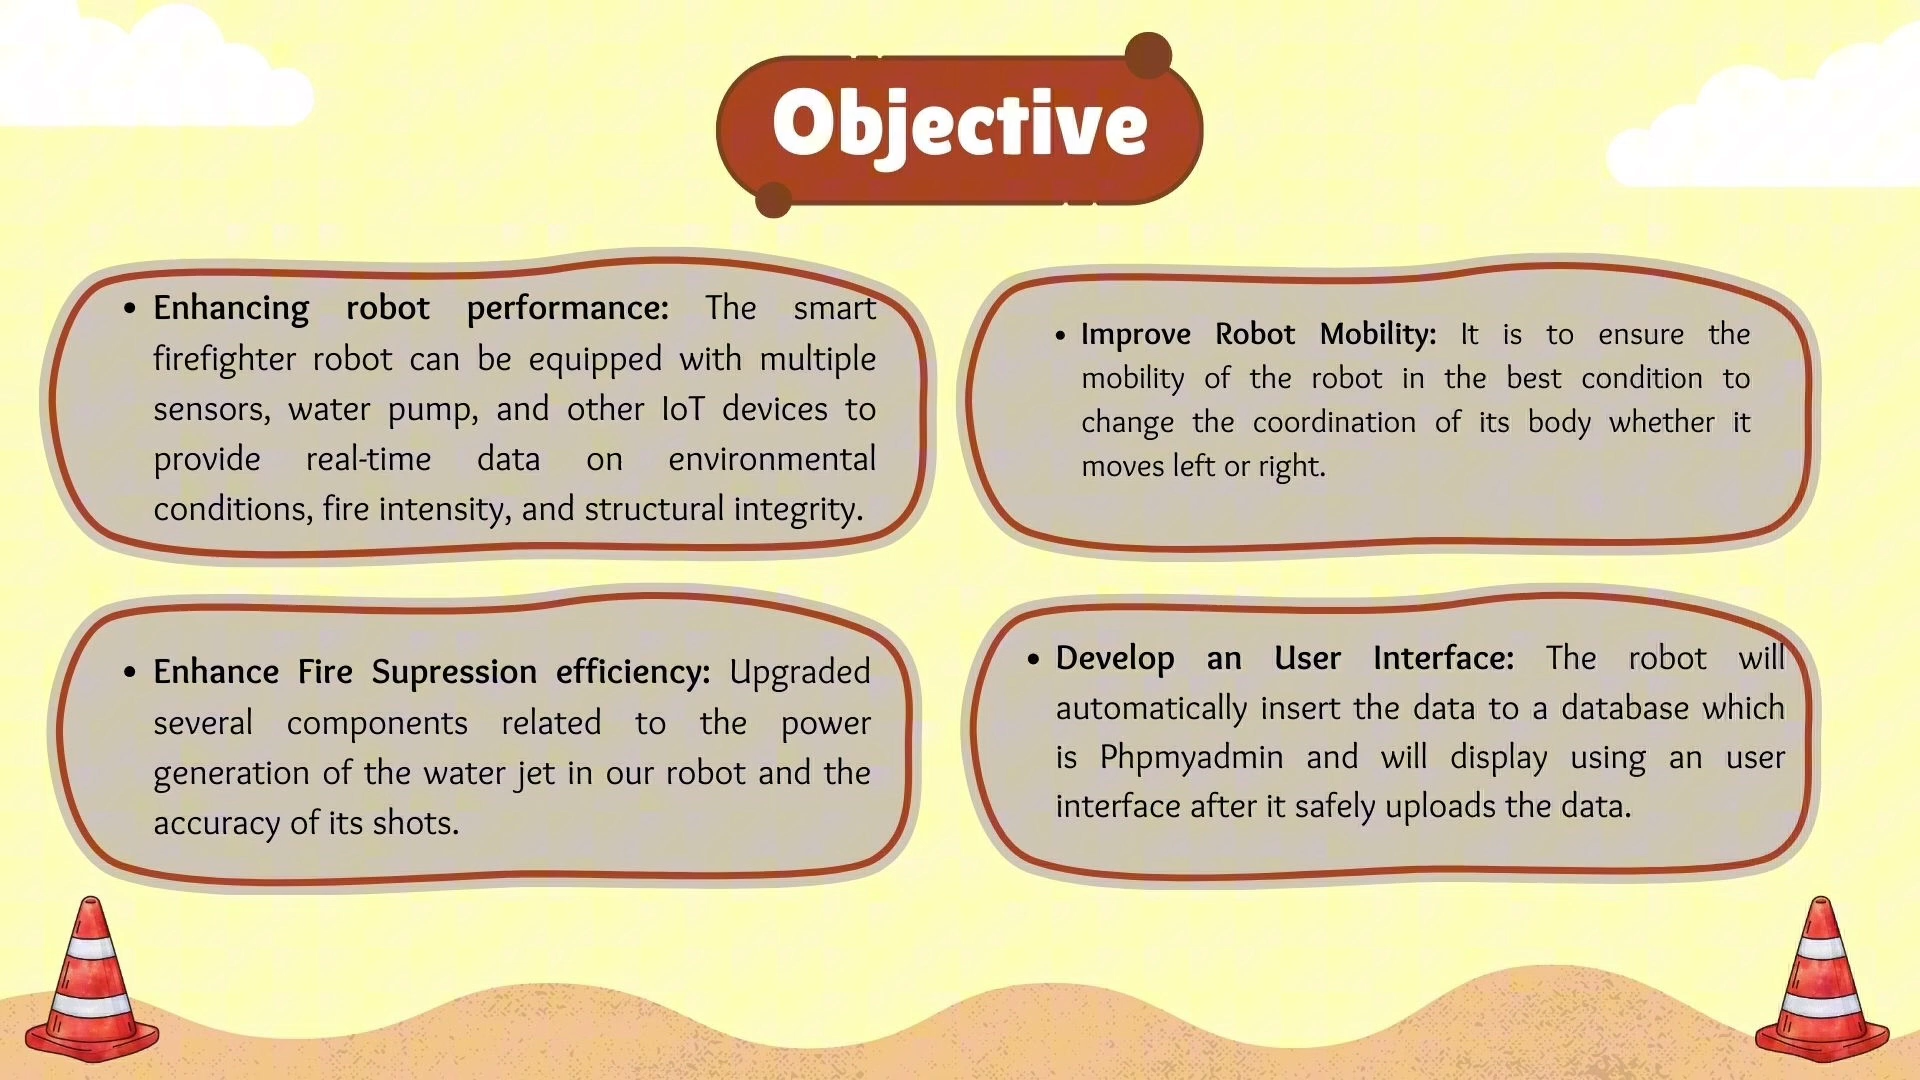 Objective
• Enhancing robot performance: The smart
firefighter robot can be equipped with multiple
sensors, water pump, and other IoT devices to
provide real-time data on environmental
conditions, fire intensity, and structural integrity.
• Improve Robot Mobility: It is to ensure the
mobility of the robot in the best condition to
change the coordination of its body whether it
moves left or right.
• Enhance Fire Supression efficiency: Upgraded
several components related to the power
generation of the water jet in our robot and the
accuracy of its shots.
• Develop an User Interface: The robot will
automatically insert the data to a database which
is Phpmyadmin and will display using an user
interface after it safely uploads the data.